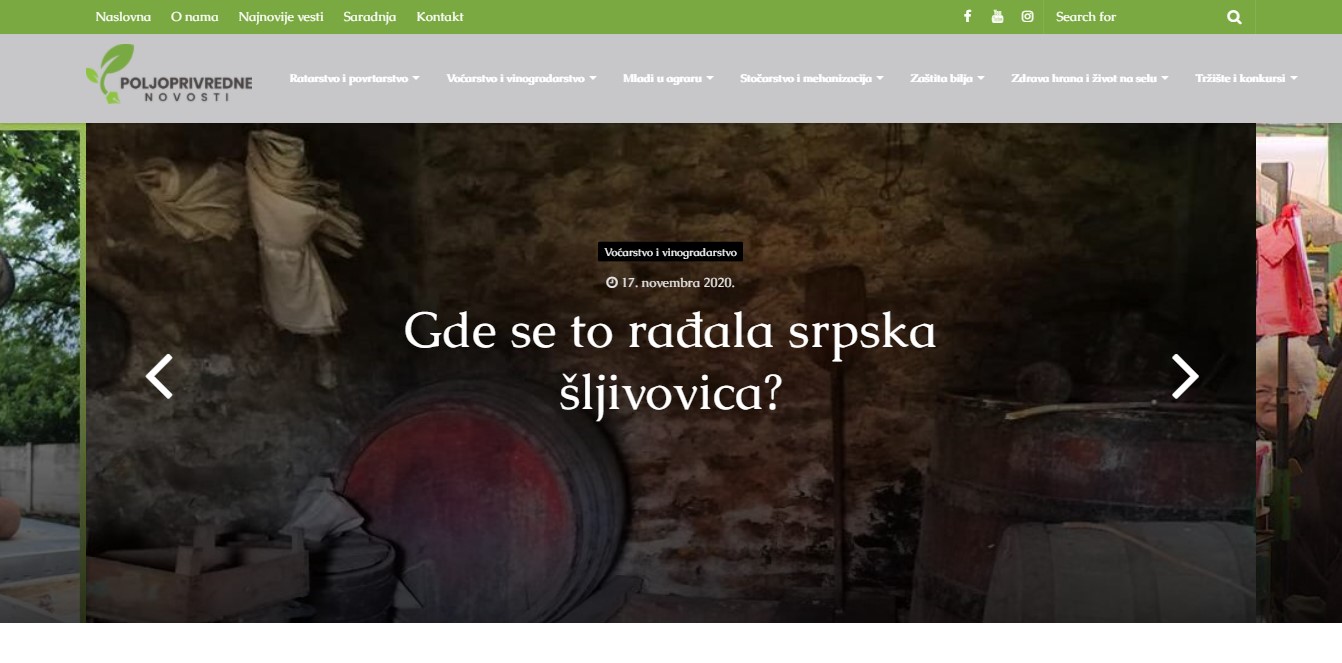 Naslovna O nama Najnovije vesti Saradnja Kontakt Search for
POLJOPRIVREDNE
NOVOSTI
Ratarstvo i povrtarstvo Voćarstvo i vinogradarstvo Mladi u agraru Stočarstvo i mehanizacija Zaštita bilja Zdrava hrana i život na selu Tržište i konkursi
Voćarstvo i vinogradarstvo
17. novembra 2020.
Gde se to rađala srpska
šljivovica?